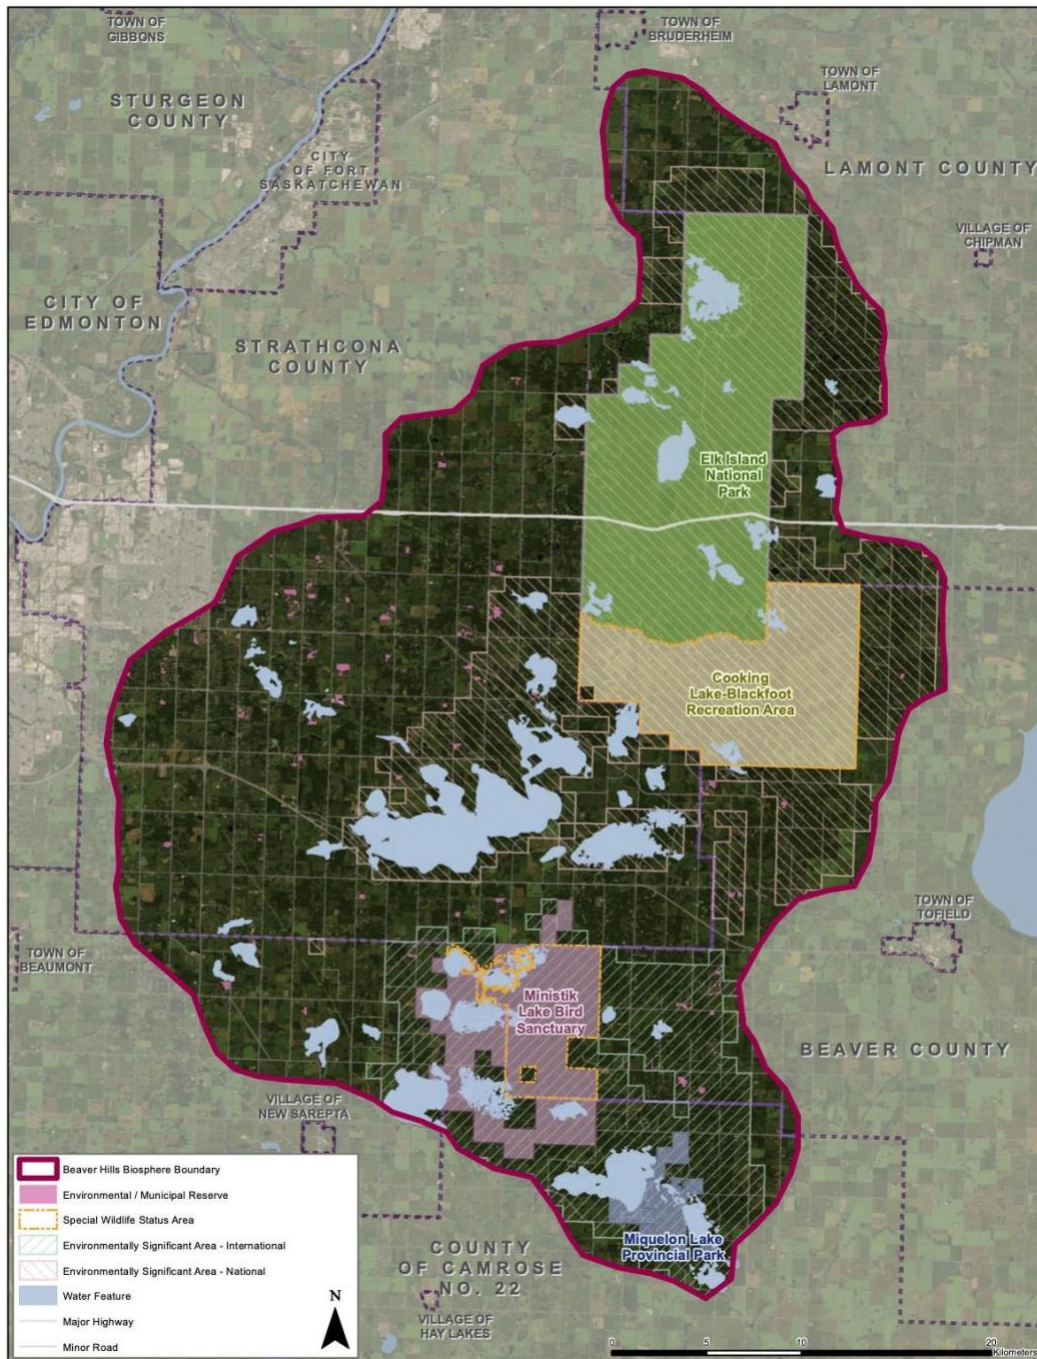 TOWN OF
GIBBONS
TOWN OF
BRUDERHEIM
TOWN OF
LAMONT
STURGEON
COUNTY
CITY
OF FORT
SASKATCHEWAN
LAMONT COUNTY
VILLAGE OF
CHIPMAN
CITY OF
EDMONTON
STRATHCONA
COUNTY
Elk Island
National
Park
Cooking
Lake-Blackfoot
Recreation Area
TOWN OF
TOFIELD
TOWN OF
BEAUMONT
Ministik
Lake Bird
Sanctuary
BEAVER COUNTY
VILLAGE OF
NEW SAREPTA
Miquelon Lake
Provincial Park
COUNTY
OF CAMROSE
NO. 22
VILLAGE OF
HAY LAKES
Beaver Hills Biosphere Boundary
Environmental / Municipal Reserve
Special Wildlife Status Area
Environmentally Significant Area - International
Environmentally Significant Area - National
Water Feature
Major Highway
Minor Road
N
0 5 10 20
Kilometers